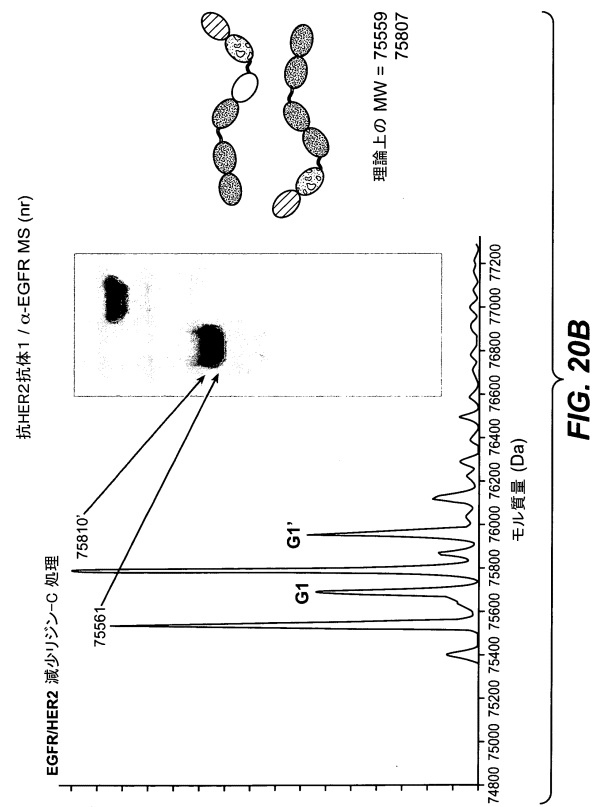 抗HER2抗体1 / α-EGFR MS (nr)
EGFR/HER2 減少リジン-C 処理
75810'
75561
G1
G1'
理論上の MW = 75559
75807
74800 75000 75200 75400 75600 75800 76000 76200 76400 76600 76800 77000 77200
モル質量 (Da)
FIG. 20B